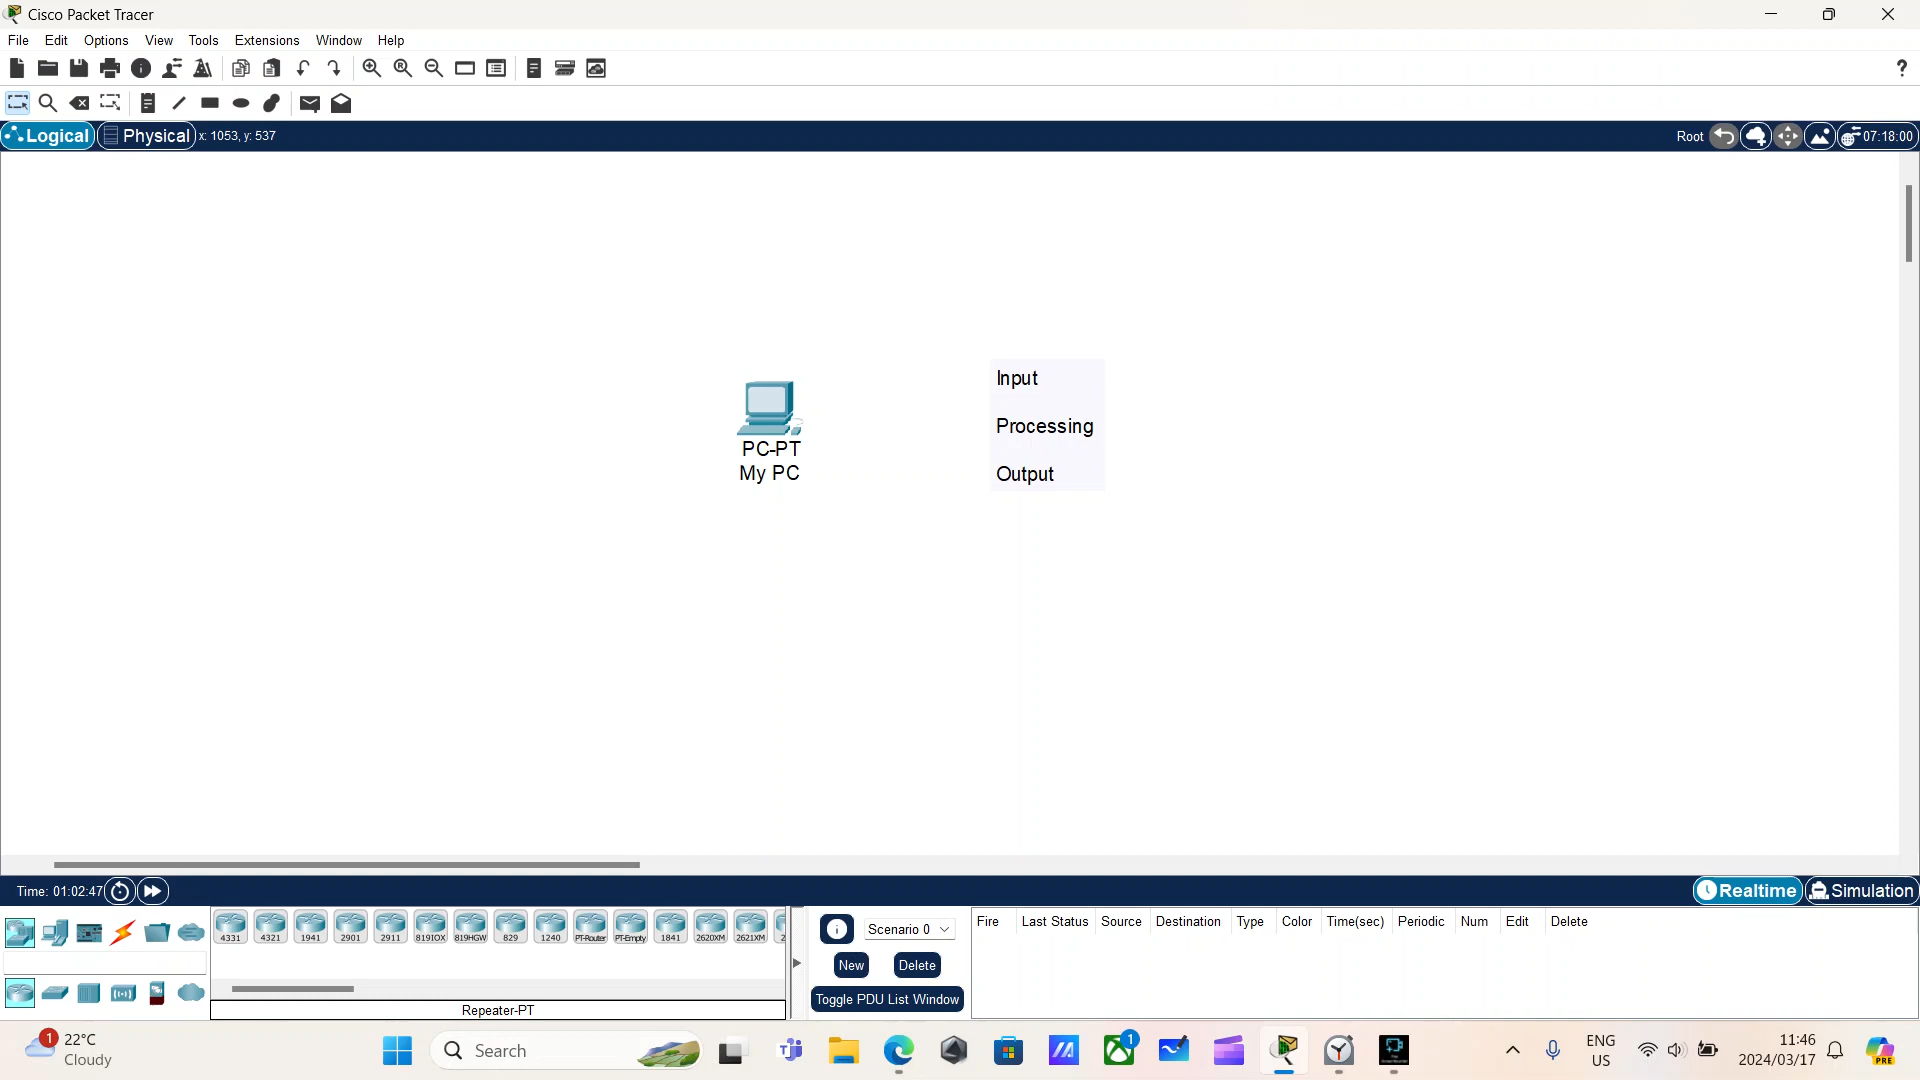 Cisco Packet Tracer
File Edit Options View Tools Extensions Window Help
?
Logical Physical x: 1053, y: 537 Root 07:18:00
Input
Processing
Output
PC-PT
My PC
Time: 01:02:47 Realtime Simulation
4331 4321 1941 2901 2911 819IOX 819HGW 829 1240 PT-Router PT-Empty 1841 2620XM 2621XM 2
Repeater-PT
Scenario 0
New Delete
Toggle PDU List Window
Fire Last Status Source Destination Type Color Time(sec) Periodic Num Edit Delete
1 22°C
Cloudy
Search
1
ENG
US
11:46
2024/03/17
PRE